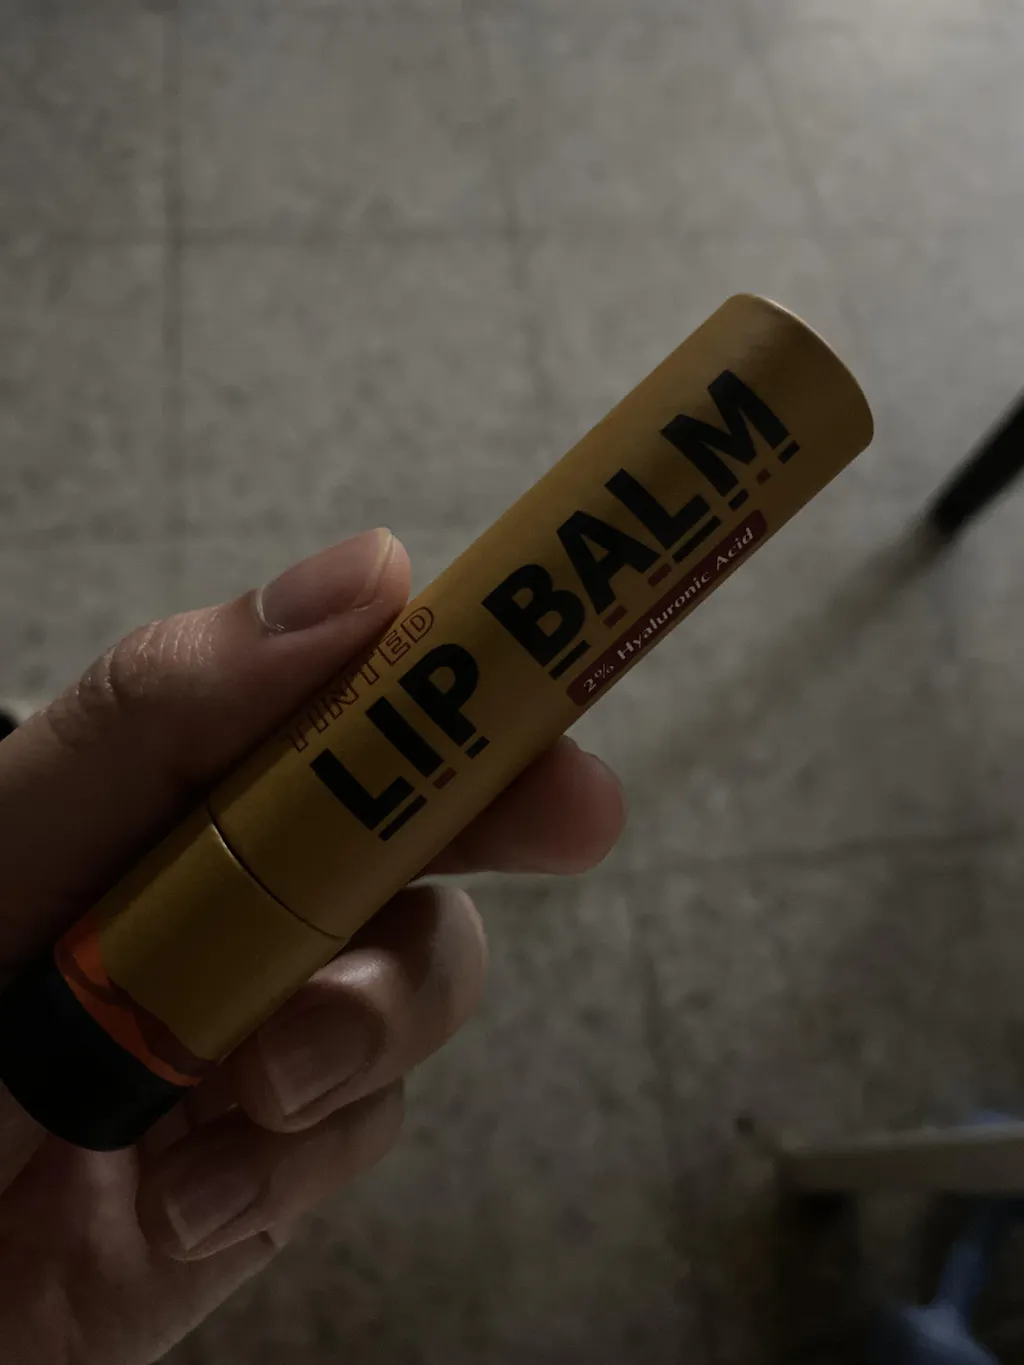 TINTED
LIP BALM
2% Hyaluronic Acid